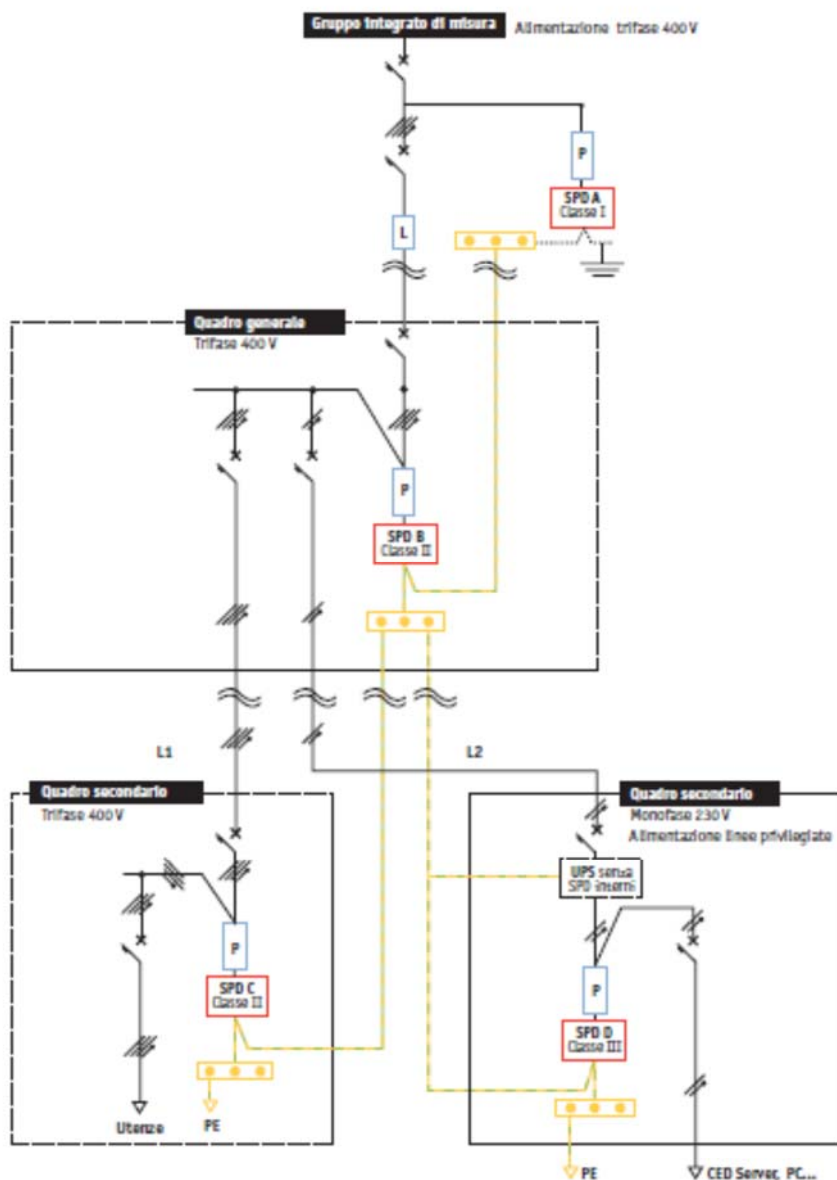 Gruppo integrato di misura
Alimentazione trifase 400 V
P
SPD A
Classe I
L
Quadro generale
Trifase 400 V
P
SPD B
Classe II
L1
L2
Quadro secondario
Trifase 400 V
Quadro secondario
Monofase 230 V
Alimentazione linee privilegiate
UPS senza
SPD interni
P
SPD C
Classe II
P
SPD D
Classe III
Utenze
PE
PE
CED Server, PC...